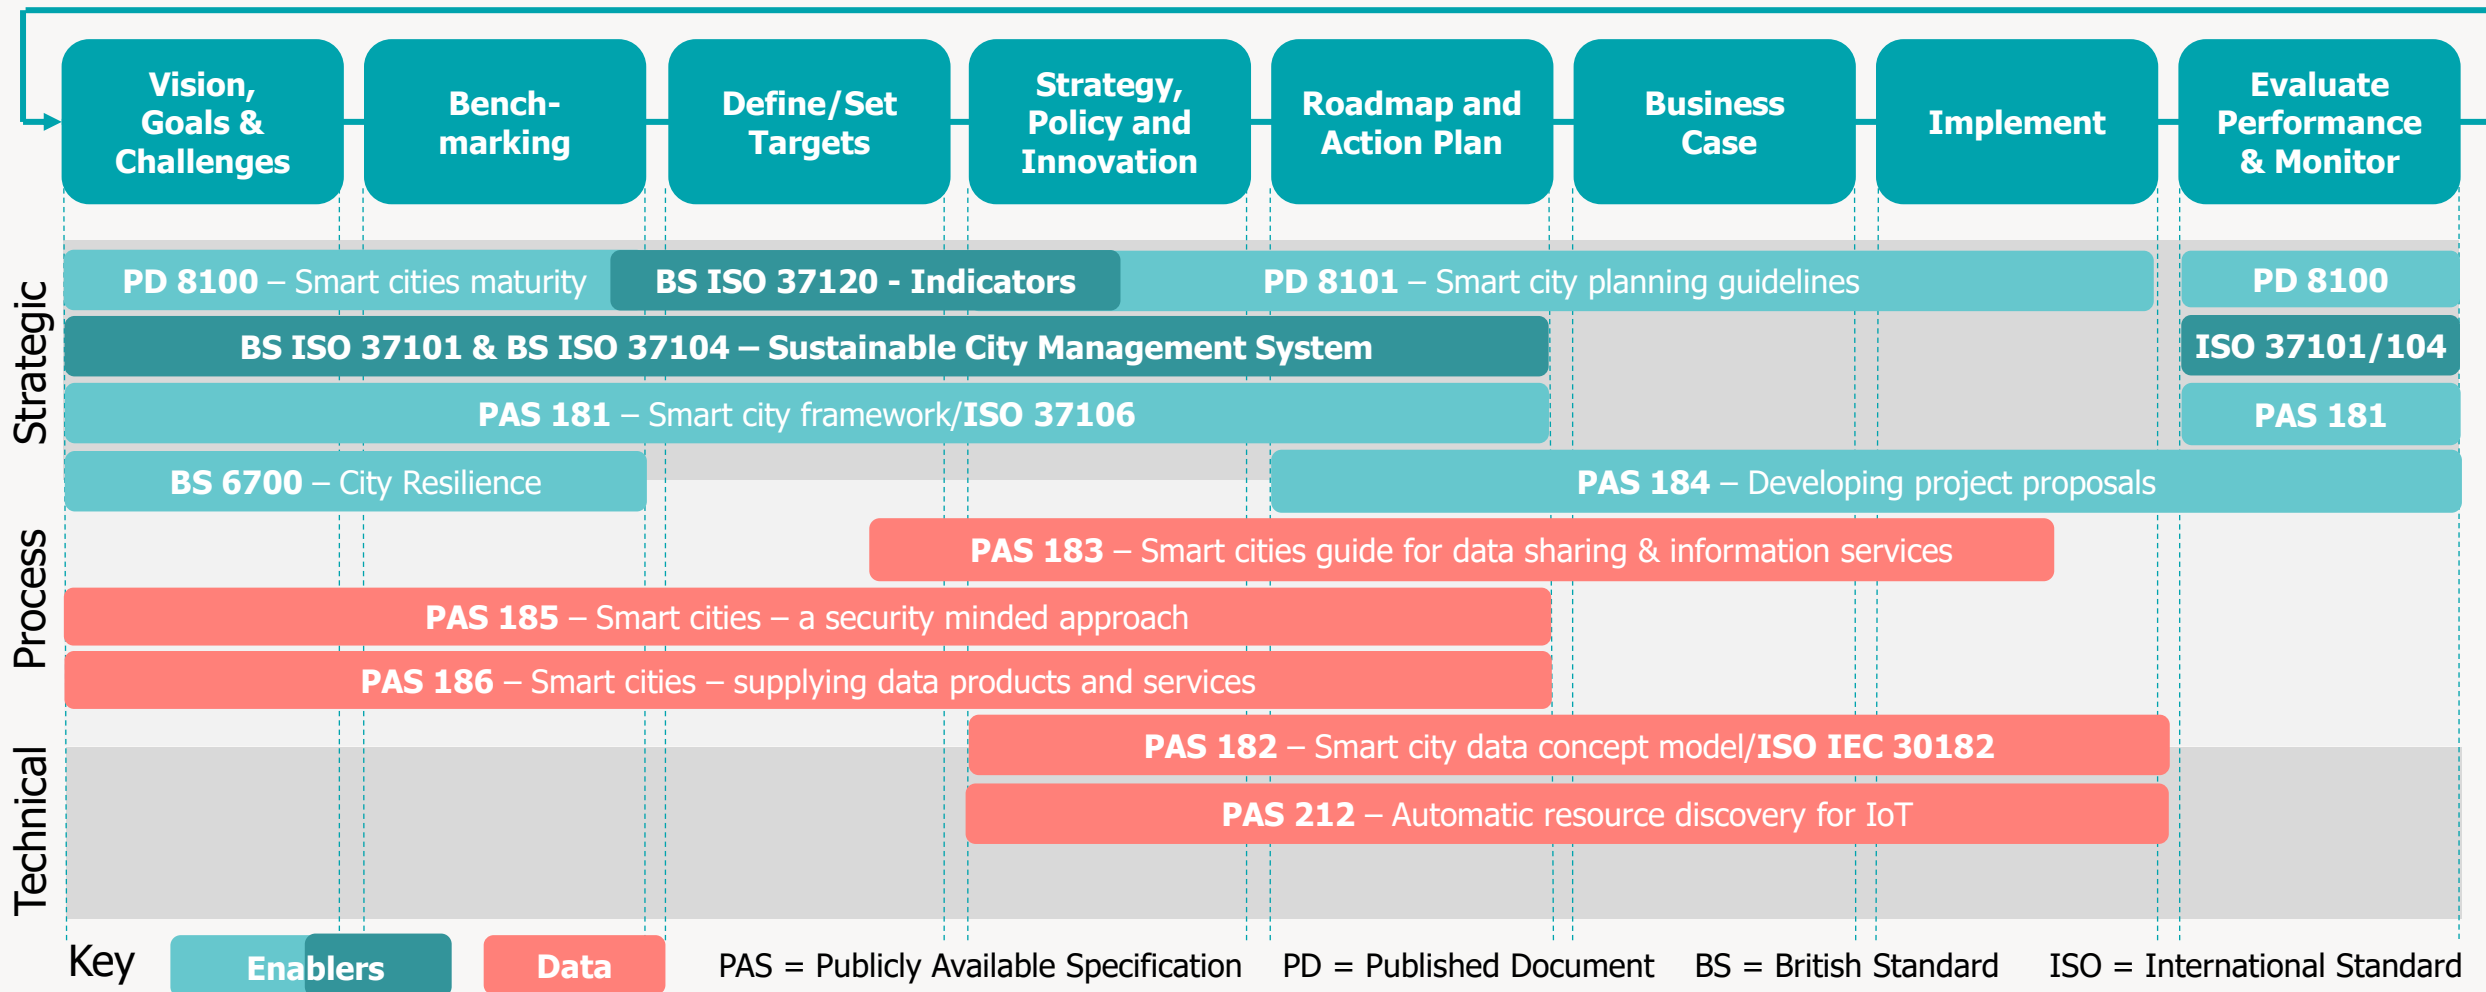 Vision,
Goals &
Challenges
Bench-
marking
Define/Set
Targets
Strategy,
Policy and
Innovation
Roadmap and
Action Plan
Business
Case
Implement
Evaluate
Performance
& Monitor
Strategic
PD 8100 – Smart cities maturity
BS ISO 37120 - Indicators
PD 8101 – Smart city planning guidelines
PD 8100
BS ISO 37101 & BS ISO 37104 – Sustainable City Management System
ISO 37101/104
PAS 181 – Smart city framework/ISO 37106
PAS 181
BS 6700 – City Resilience
PAS 184 – Developing project proposals
Process
PAS 183 – Smart cities guide for data sharing & information services
PAS 185 – Smart cities – a security minded approach
PAS 186 – Smart cities – supplying data products and services
Technical
PAS 182 – Smart city data concept model/ISO IEC 30182
PAS 212 – Automatic resource discovery for IoT
Key
Enablers
Data
PAS = Publicly Available Specification
PD = Published Document
BS = British Standard
ISO = International Standard